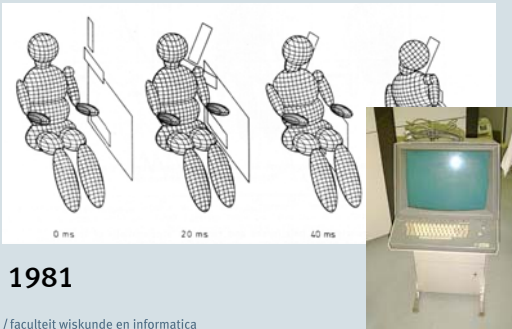 0 ms 20 ms 40 ms
1981
/ faculteit wiskunde en informatica